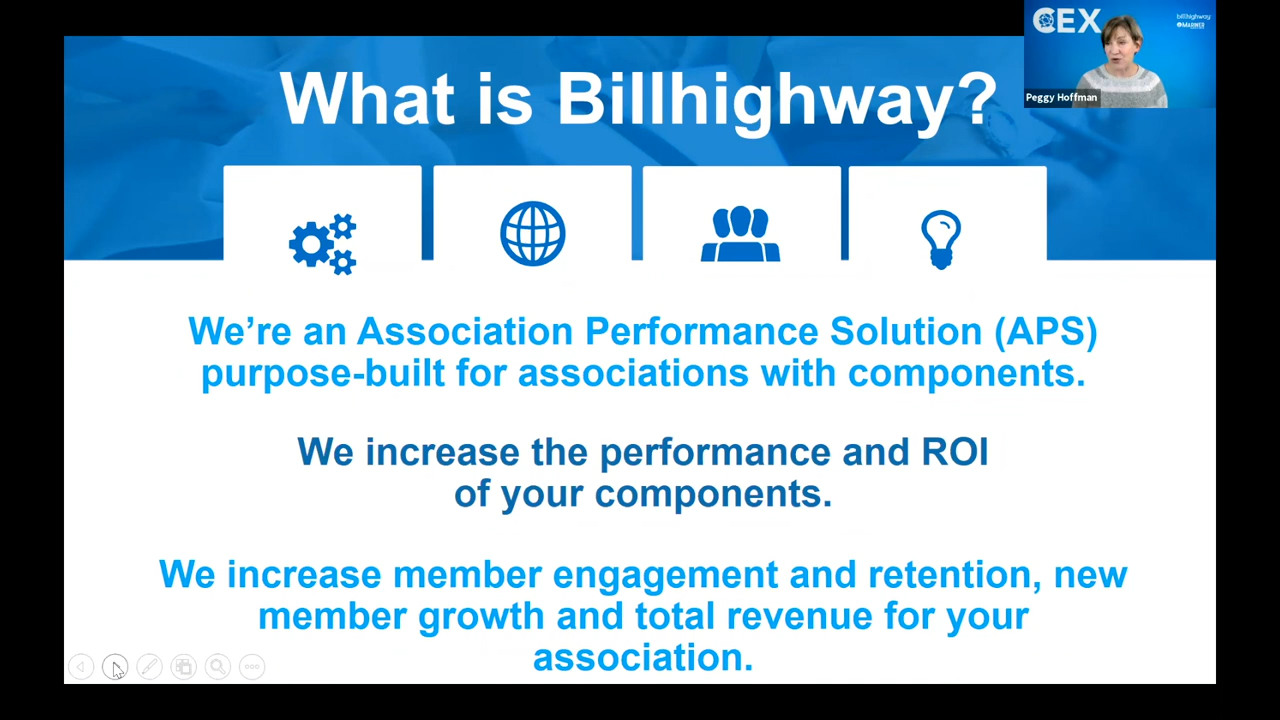 CEX
billhighway
MARINER
Peggy Hoffman
What is Billhighway?
We’re an Association Performance Solution (APS)
purpose-built for associations with components.
We increase the performance and ROI
of your components.
We increase member engagement and retention, new
member growth and total revenue for your
association.